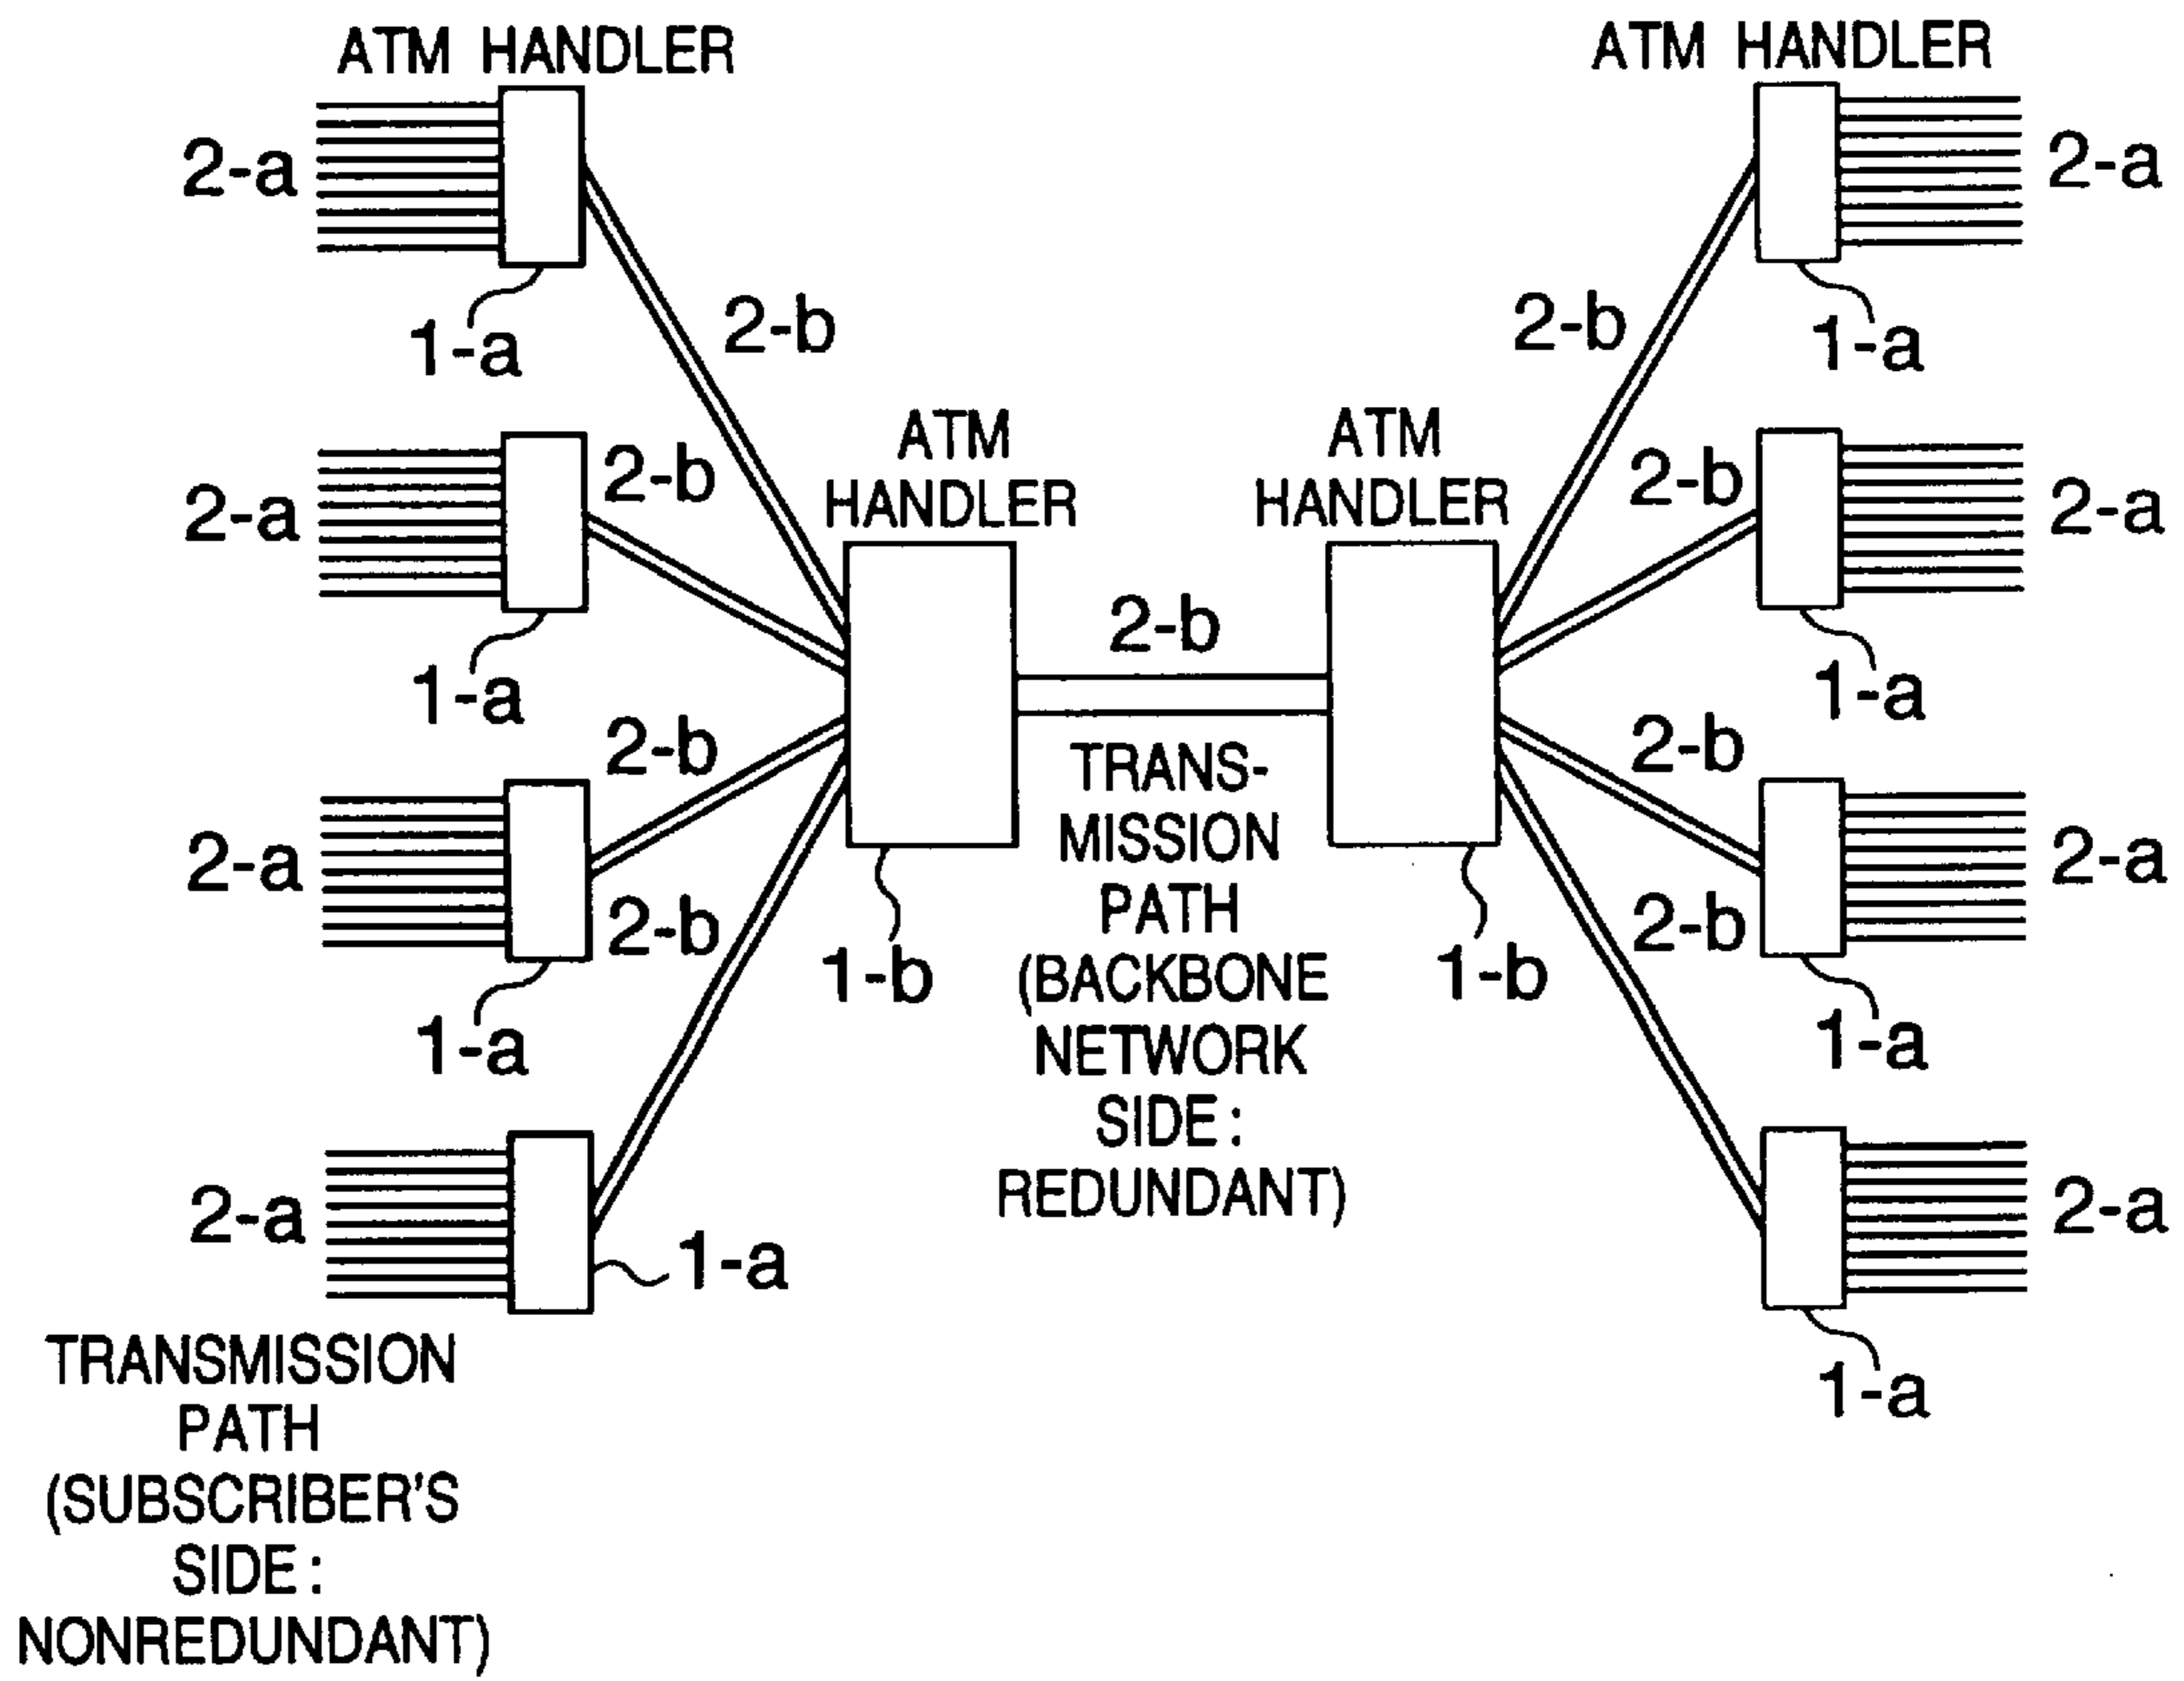 ATM HANDLER
ATM HANDLER
2-a
2-a
1-a
2-b
2-b
1-a
ATM
HANDLER
ATM
HANDLER
2-a
2-b
2-b
2-a
1-a
2-b
1-a
2-b
2-b
2-a
2-a
2-b
2-b
1-a
1-b
TRANS-
MISSION
PATH
(BACKBONE
NETWORK
SIDE:
REDUNDANT)
1-b
1-a
2-a
1-a
2-a
1-a
TRANSMISSION
PATH
(SUBSCRIBER'S
SIDE:
NONREDUNDANT)